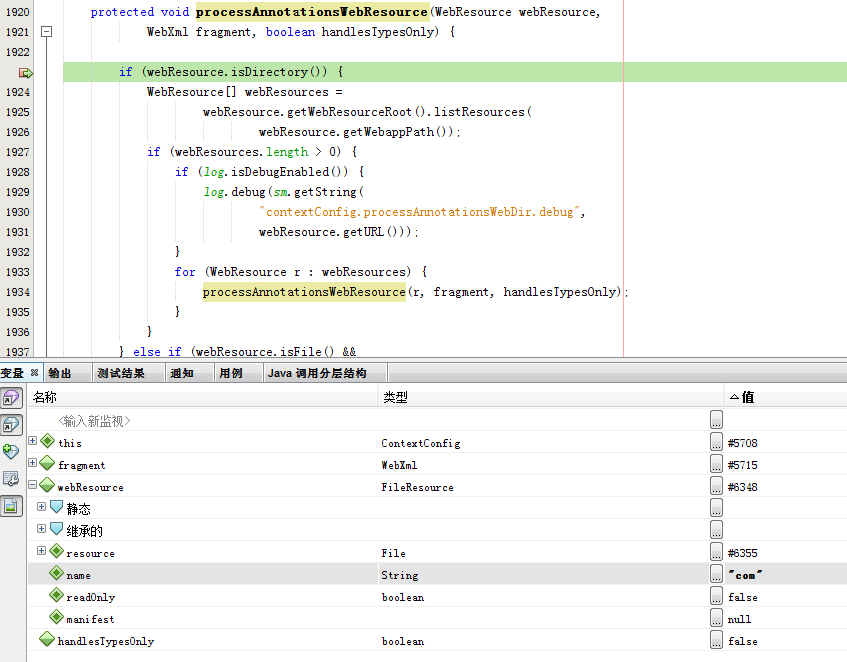 1920 protected void processAnnotationsWebResource(WebResource webResource,
1921 WebXml fragment, boolean handlesTypesOnly) {
1922
if (webResource.isDirectory()) {
1924 WebResource[] webResources =
1925 webResource.getWebResourceRoot().listResources(
1926 webResource.getWebappPath());
1927 if (webResources.length > 0) {
1928 if (log.isDebugEnabled()) {
1929 log.debug(sm.getString(
1930 "contextConfig.processAnnotationsWebDir.debug",
1931 webResource.getURL()));
1932 }
1933 for (WebResource r : webResources) {
1934 processAnnotationsWebResource(r, fragment, handlesTypesOnly);
1935 }
1936 }
1937 } else if (webResource.isFile() &&
变量 输出 测试结果 通知 用例 Java 调用分层结构
名称 类型 值
<输入新监视> ...
this ContextConfig ... #5708
fragment WebXml ... #5715
webResource FileResource ... #6348
静态 ...
继承的 ...
resource File ... #6355
name String ... "com"
readOnly boolean ... false
manifest ... null
handlesTypesOnly boolean ... false